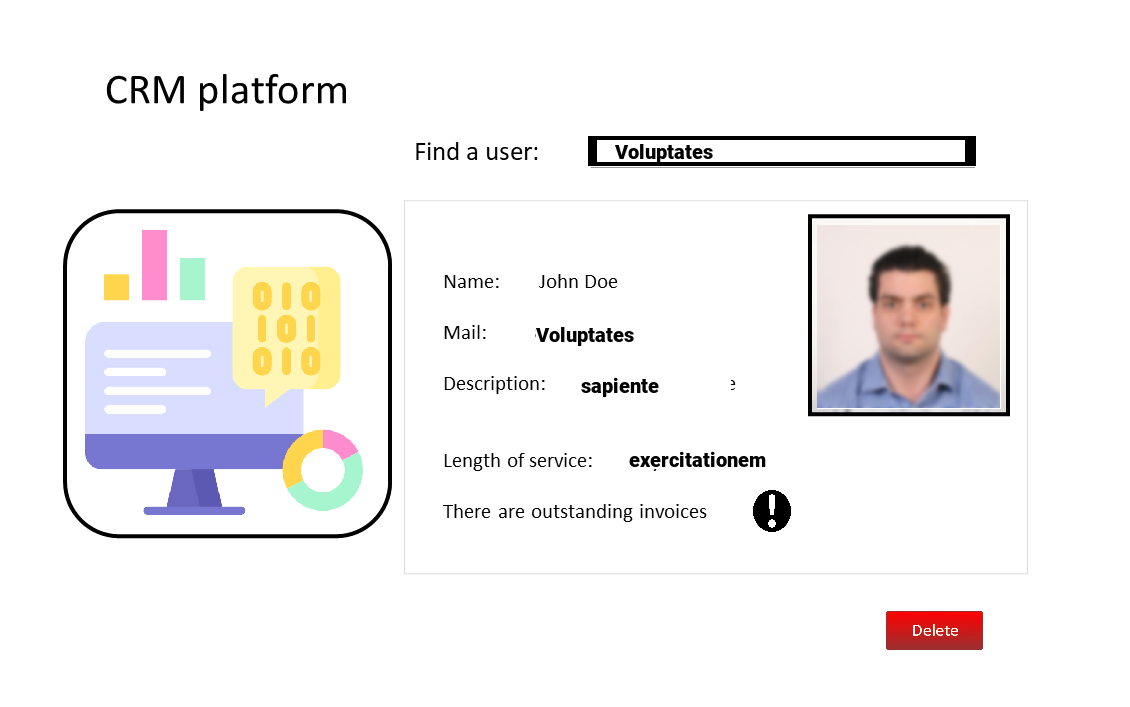 CRM platform
Find a user: Voluptates
010
101
010
Name: John Doe
Mail: Voluptates
Description: sapiente e
Length of service: exercitationem
There are outstanding invoices
Delete